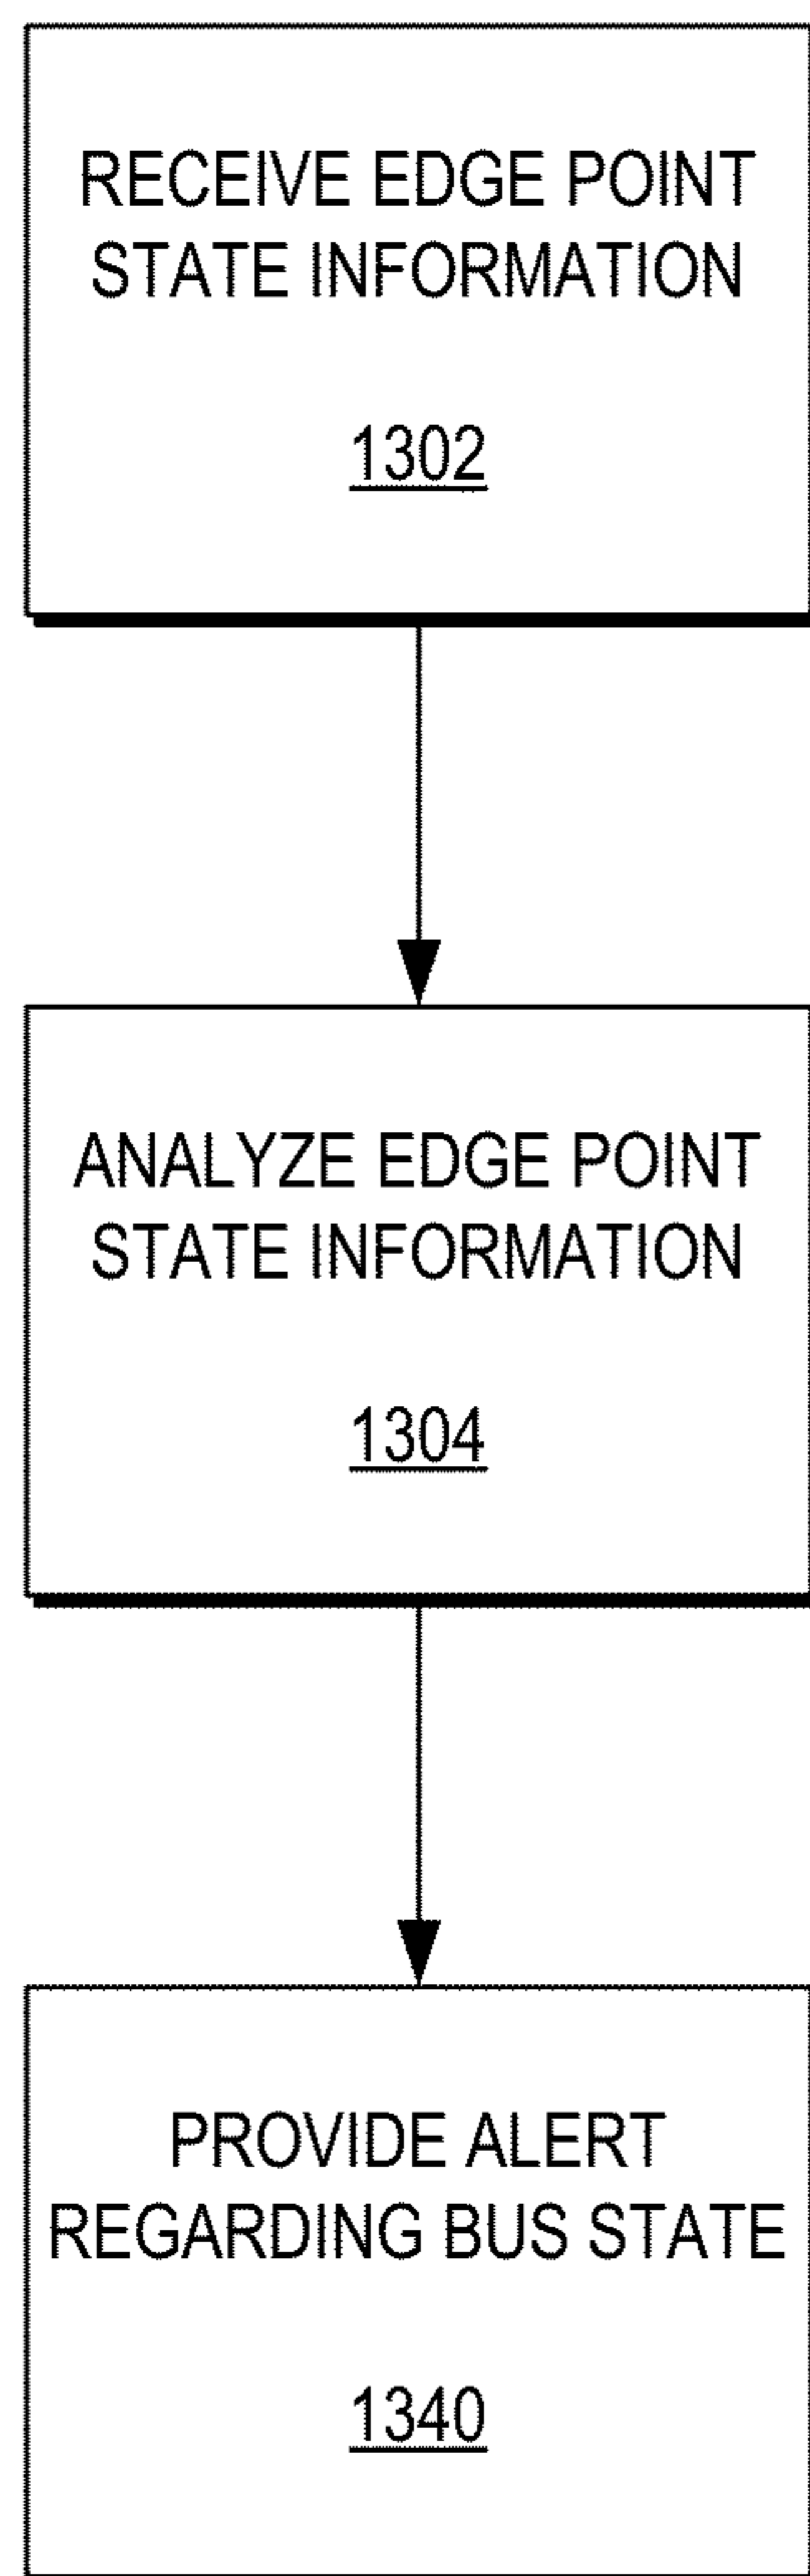 RECEIVE EDGE POINT
STATE INFORMATION
1302
ANALYZE EDGE POINT
STATE INFORMATION
1304
PROVIDE ALERT
REGARDING BUS STATE
1340